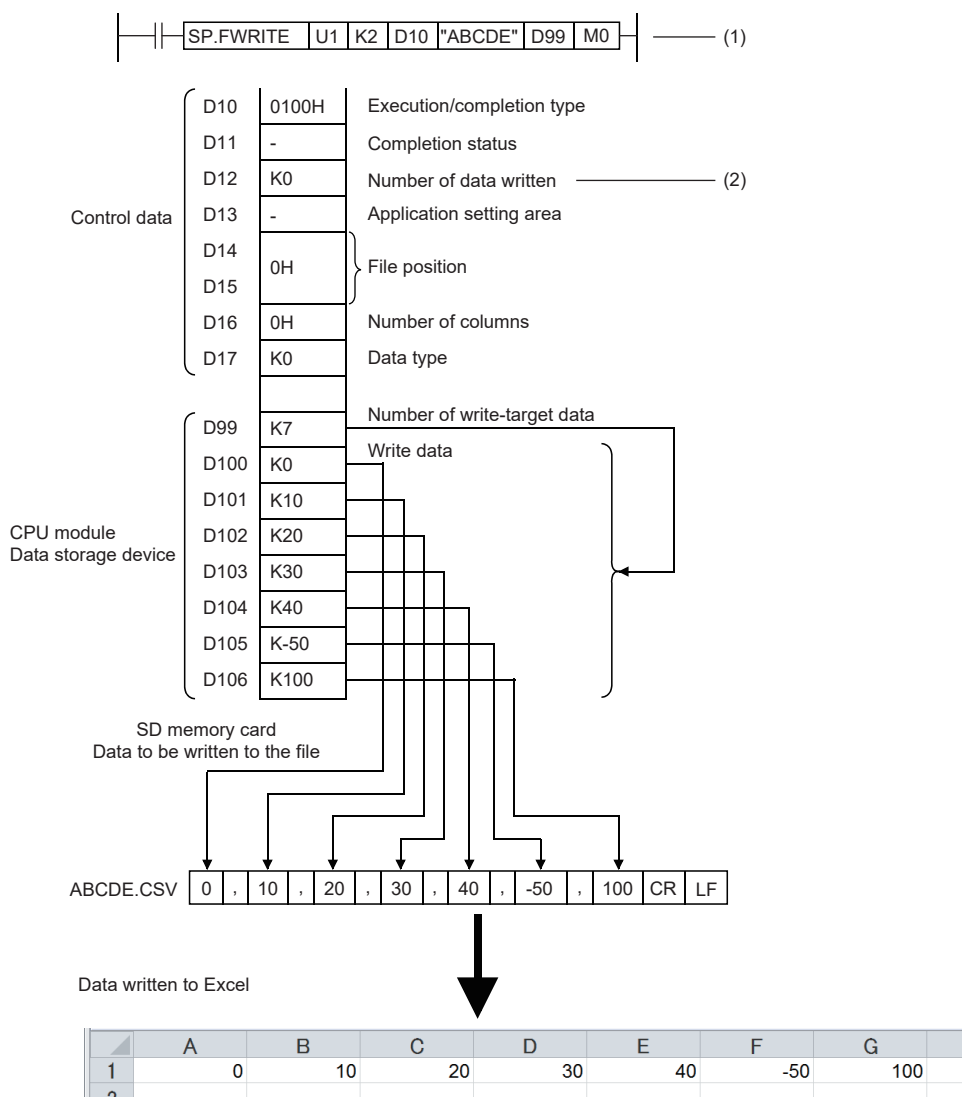 SP.FWRITE U1 K2 D10 "ABCDE" D99 M0 (1)
D10 0100H Execution/completion type
D11 - Completion status
D12 K0 Number of data written (2)
Control data
D13 - Application setting area
D14
0H File position
D15
D16 0H Number of columns
D17 K0 Data type
Number of write-target data
D99 K7
Write data
D100 K0
D101 K10
CPU module
Data storage device
D102 K20
D103 K30
D104 K40
D105 K-50
D106 K100
SD memory card
Data to be written to the file
ABCDE.CSV 0 , 10 , 20 , 30 , 40 , -50 , 100 CR LF
Data written to Excel
A B C D E F G
1 0 10 20 30 40 -50 100